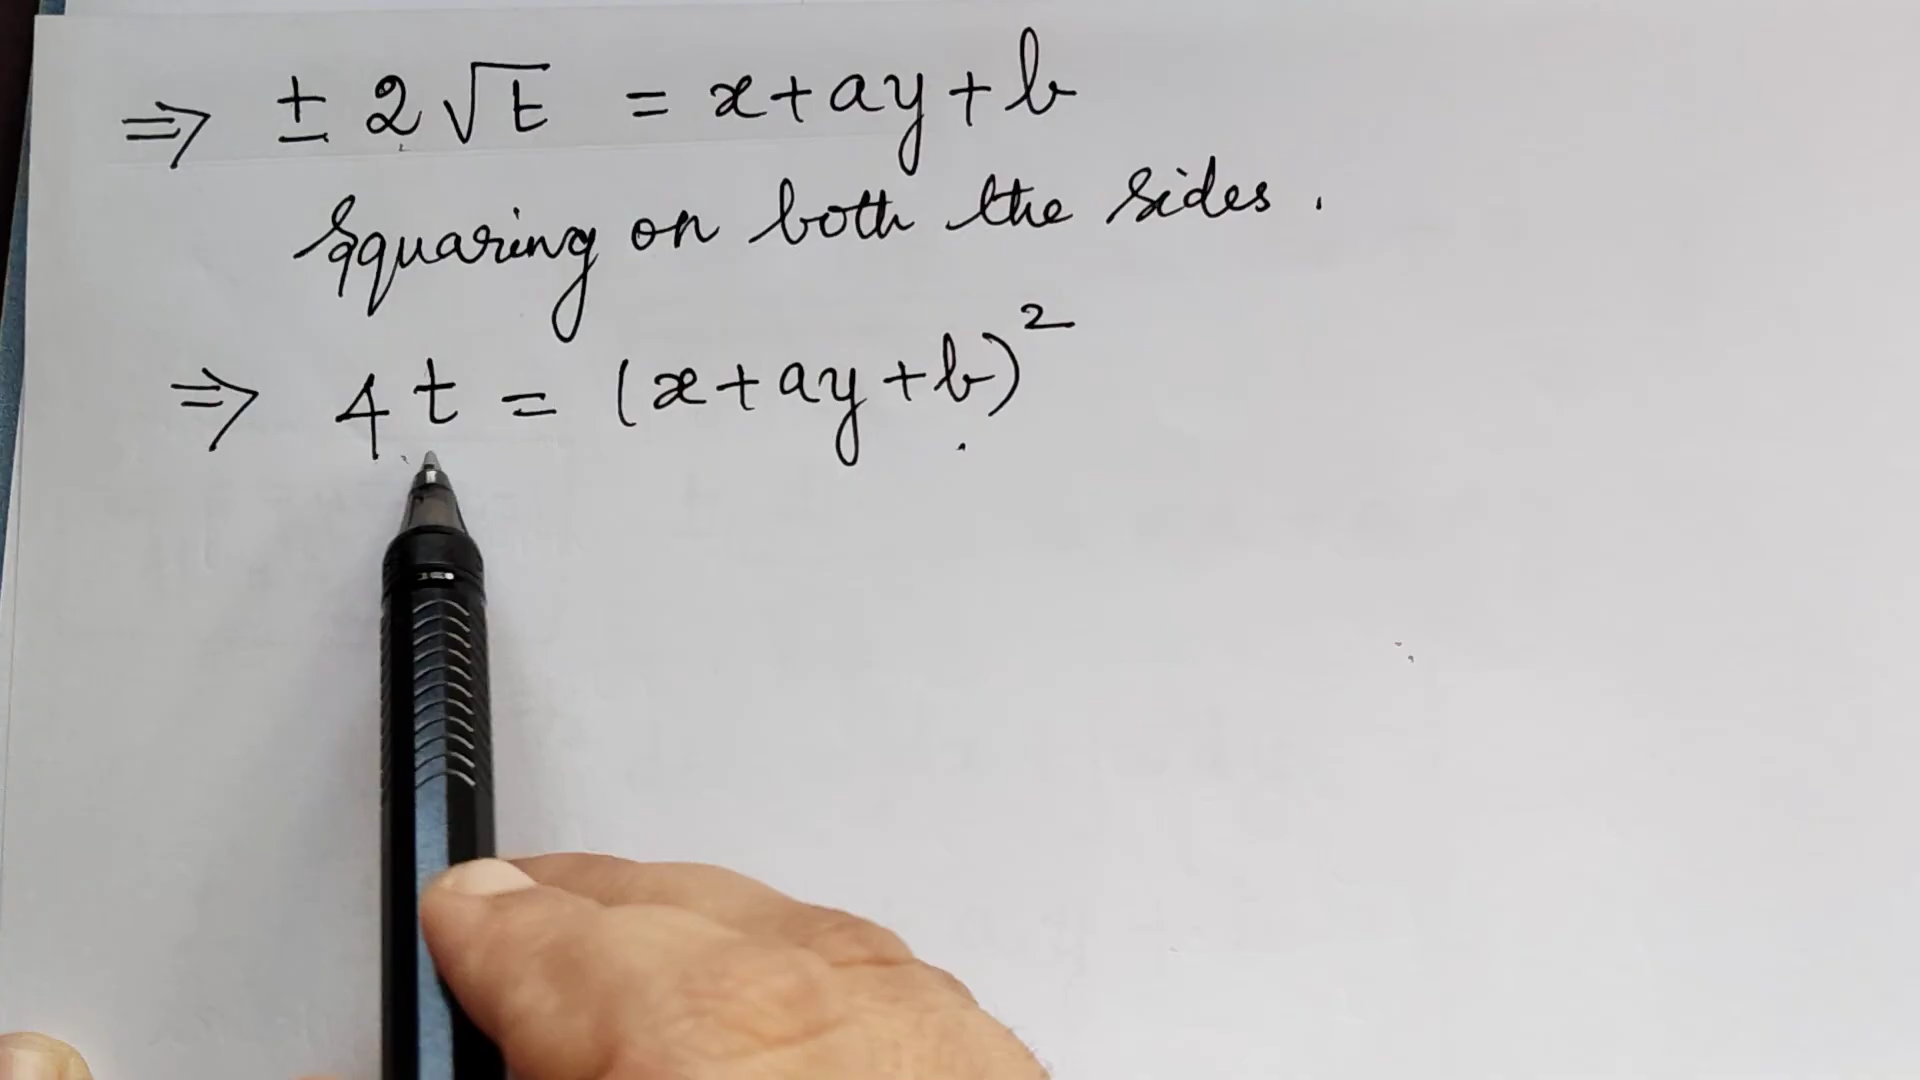 ⇒ ± 2 √t = x + ay + b
Squaring on both the sides.
⇒ 4t = (x + ay + b)²